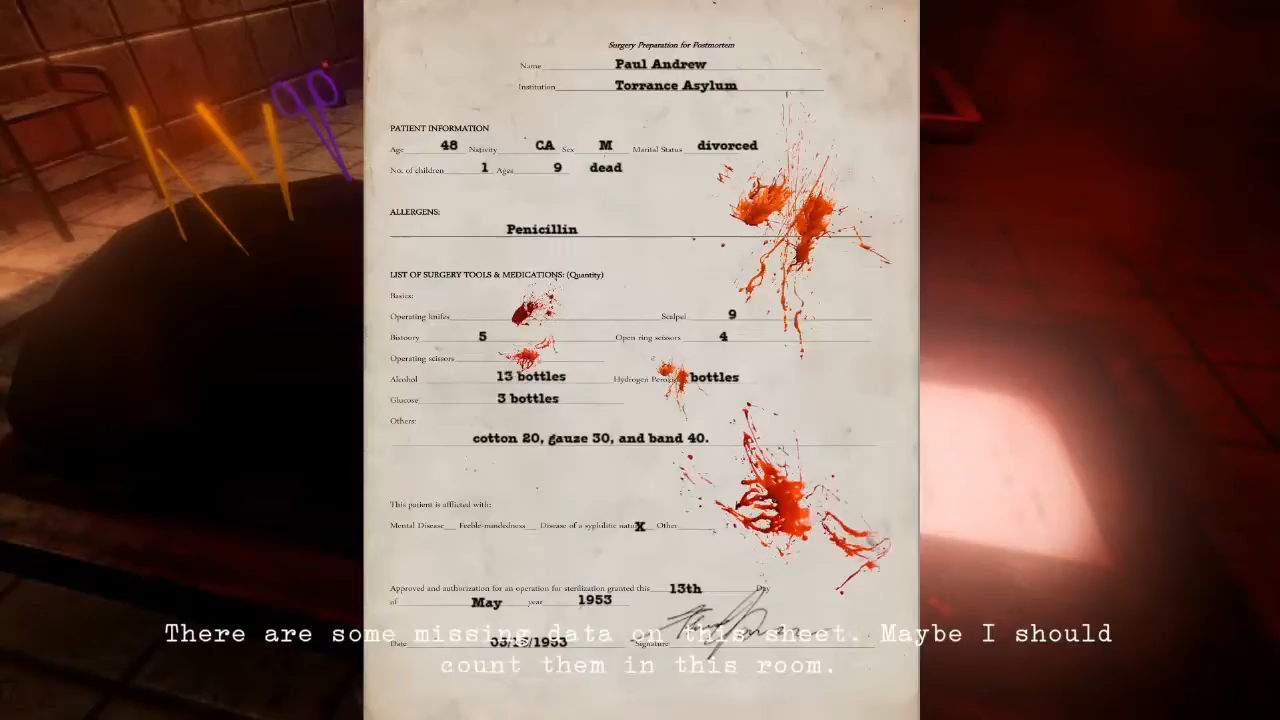 Surgery Preparation for Postmortem
Name Paul Andrew
Institution Torrance Asylum
PATIENT INFORMATION
Age 48 Nativity CA Sex M Marital Status divorced
No. of children 1 Ages 9 dead
ALLERGENS:
Penicillin
LIST OF SURGERY TOOLS & MEDICATIONS: (Quantity)
Basics:
Operating knifes Scalpel 9
Bistoury 5 Open ring scissors 4
Operating scissors
Alcohol 13 bottles Hydrogen bottles
Glucose 3 bottles
Others:
cotton 20, gauze 30, and band 40.
This patient is afflicted with:
Mental Disease Feeble-mindedness Disease of a syphilitic X Other
Approved and authorization for an operation for sterilization granted this 13th Day
of May year 1953
There are some missing data on this sheet. Maybe I should
Date Signature
count them in this room.